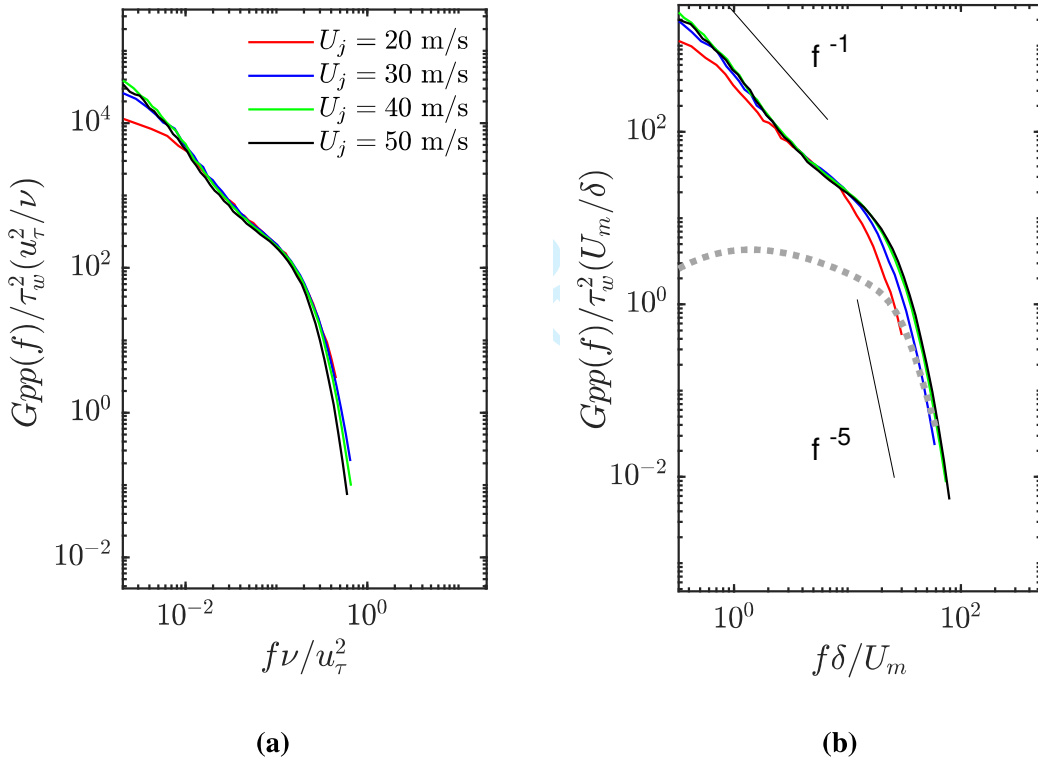 U_j = 20 m/s
U_j = 30 m/s
U_j = 40 m/s
U_j = 50 m/s
10^4
10^2
10^0
10^-2
Gpp(f)/τ_w^2(u_τ^2/ν)
10^-2
10^0
fν/u_τ^2
(a)
f^-1
10^2
10^0
10^-2
Gpp(f)/τ_w^2(U_m/δ)
f^-5
10^0
10^2
fδ/U_m
(b)